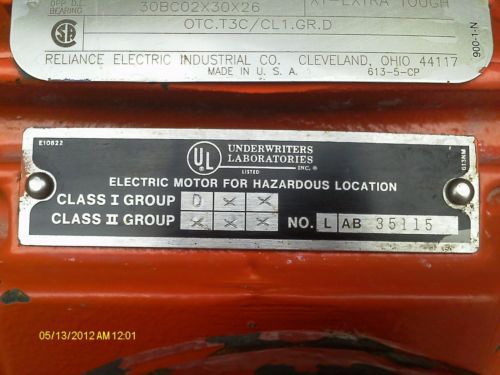 OPP D.E.
BEARING
30BC02X30X26
XT-EXTRA TOUGH
OTC.T3C/CL1.GR.D
RELIANCE ELECTRIC INDUSTRIAL CO. CLEVELAND, OHIO 44117
MADE IN U. S. A.
613-5-CP
900-1-N
E10822
UL
UNDERWRITERS
LABORATORIES
INC.®
LISTED
613NM
ELECTRIC MOTOR FOR HAZARDOUS LOCATION
CLASS I GROUP D X X
CLASS II GROUP X X X
NO. L AB 35115
05/13/2012 AM 12:01